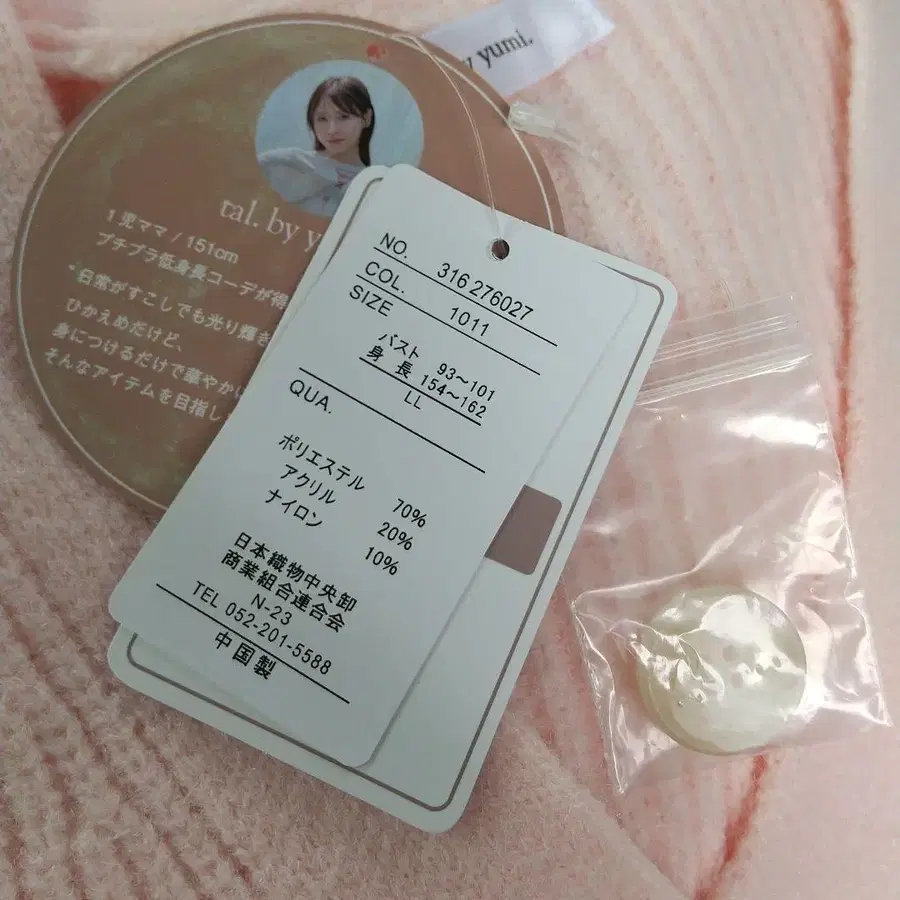 y yumi.
ral. by y
1児ママ / 151cm
プチプラ低身長コーデが得
"日常がすこしでも光り輝き
ひかえめだけど、
身につけるだけで華やかに
そんなアイテムを目指し
NO. 316 276027
COL. 1011
SIZE
バスト 93～101
身長 154～162
LL
QUA.
ポリエステル 70%
アクリル 20%
ナイロン 10%
日本織物中央卸
商業組合連合会
N-23
TEL 052-201-5588
中国製